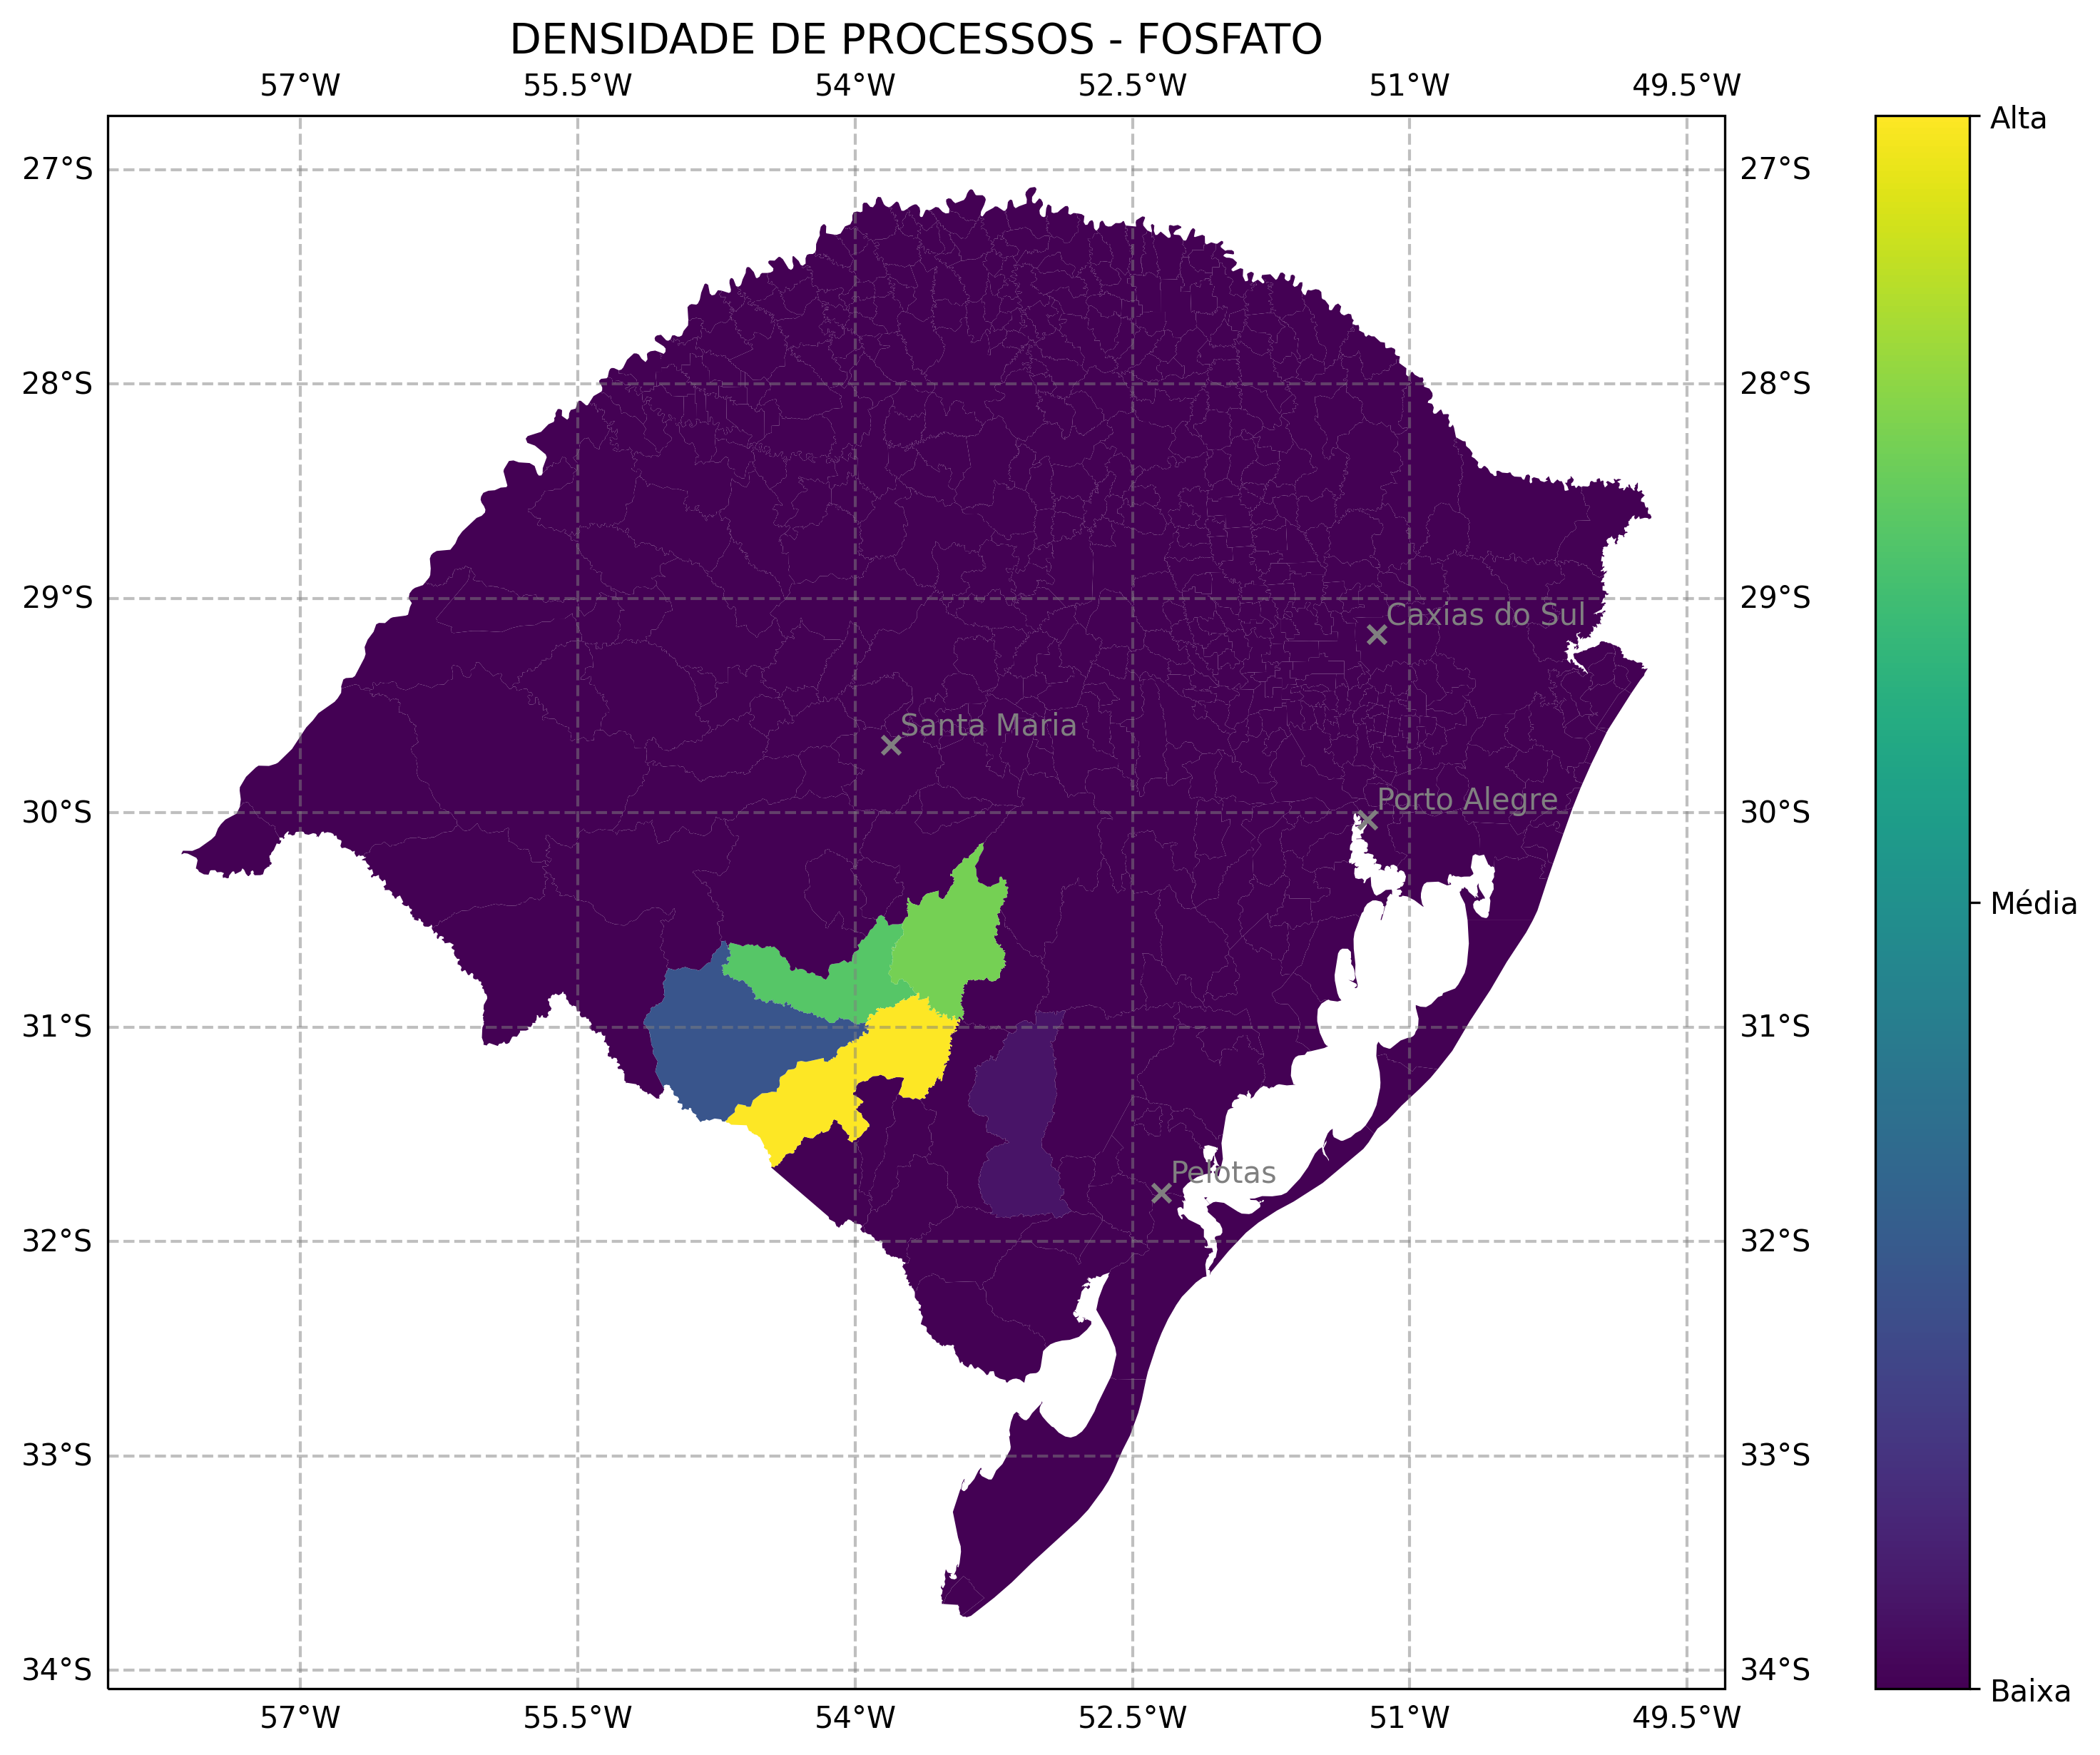 DENSIDADE DE PROCESSOS - FOSFATO
57°W 55.5°W 54°W 52.5°W 51°W 49.5°W
Alta
27°S 27°S
28°S 28°S
29°S 29°S
Caxias do Sul
Santa Maria
Porto Alegre
30°S 30°S
Média
31°S 31°S
Pelotas
32°S 32°S
33°S 33°S
34°S 34°S
Baixa
57°W 55.5°W 54°W 52.5°W 51°W 49.5°W